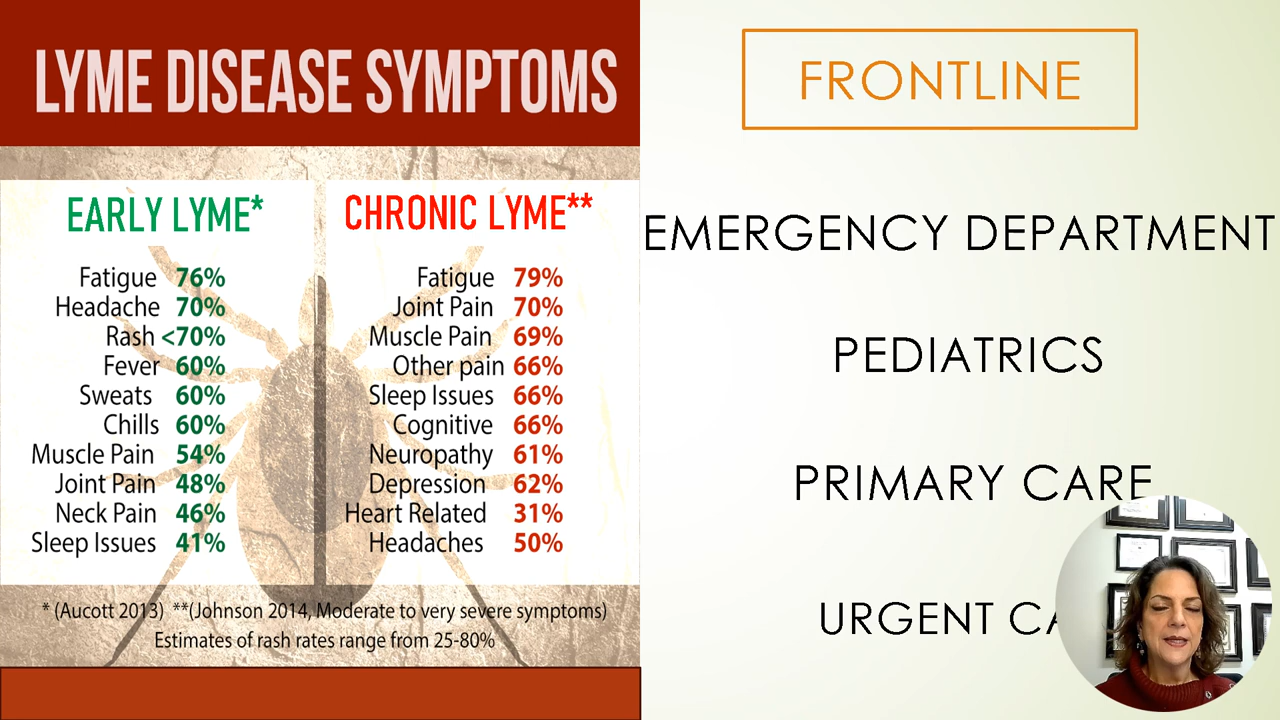 LYME DISEASE SYMPTOMS
EARLY LYME*
Fatigue 76%
Headache 70%
Rash <70%
Fever 60%
Sweats 60%
Chills 60%
Muscle Pain 54%
Joint Pain 48%
Neck Pain 46%
Sleep Issues 41%
CHRONIC LYME**
Fatigue 79%
Joint Pain 70%
Muscle Pain 69%
Other pain 66%
Sleep Issues 66%
Cognitive 66%
Neuropathy 61%
Depression 62%
Heart Related 31%
Headaches 50%
* (Aucott 2013) **(Johnson 2014, Moderate to very severe symptoms)
Estimates of rash rates range from 25-80%
FRONTLINE
EMERGENCY DEPARTMENT
PEDIATRICS
PRIMARY CARE
URGENT CA